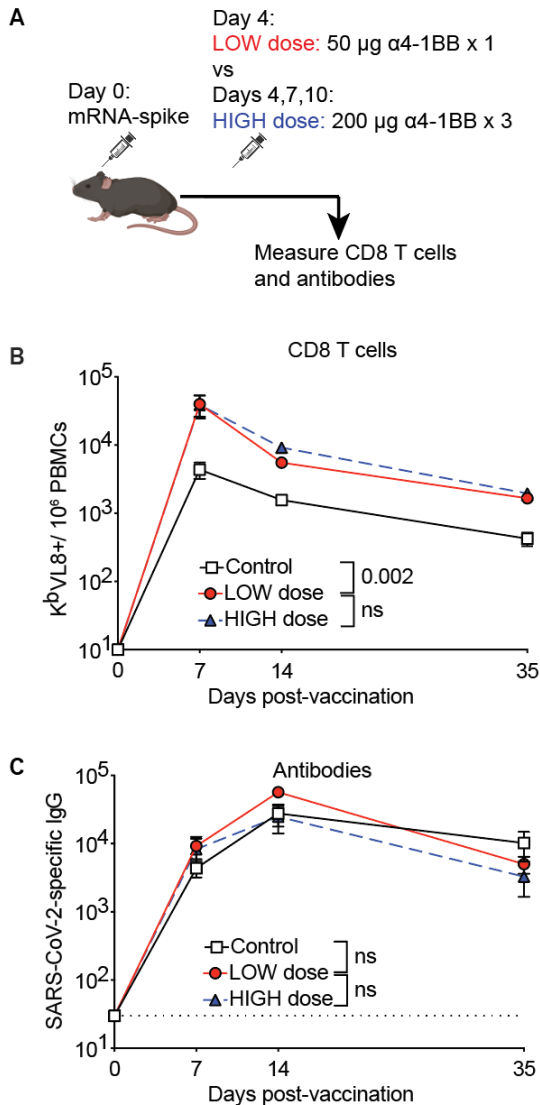 A
Day 4:
LOW dose: 50 µg α4-1BB x 1
vs
Days 4,7,10:
HIGH dose: 200 µg α4-1BB x 3
Day 0:
mRNA-spike
Measure CD8 T cells
and antibodies
B
CD8 T cells
KᵇVL8+/ 10⁶ PBMCs
10⁵
10⁴
10³
10²
10¹
Control
LOW dose
HIGH dose
0.002
ns
0
7
14
35
Days post-vaccination
C
Antibodies
SARS-CoV-2-specific IgG
10⁵
10⁴
10³
10²
10¹
Control
LOW dose
HIGH dose
ns
ns
0
7
14
35
Days post-vaccination